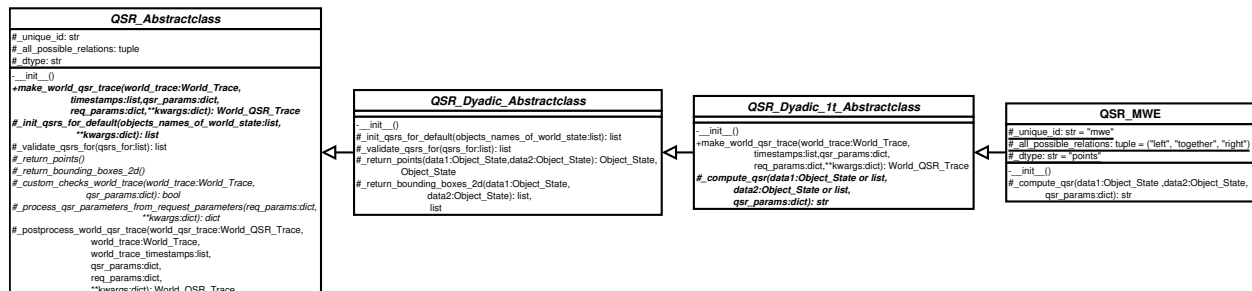 QSR_Abstractclass
#_unique_id: str
#_all_possible_relations: tuple
#_dtype: str
-__init__()
+make_world_qsr_trace(world_trace:World_Trace,
timestamps:list,qsr_params:dict,
req_params:dict,**kwargs:dict): World_QSR_Trace
#_init_qsrs_for_default(objects_names_of_world_state:list,
**kwargs:dict): list
#_validate_qsrs_for(qsrs_for:list): list
#_return_points()
#_return_bounding_boxes_2d()
#_custom_checks_world_trace(world_trace:World_Trace,
qsr_params:dict): bool
#_process_qsr_parameters_from_request_parameters(req_params:dict,
**kwargs:dict): dict
#_postprocess_world_qsr_trace(world_qsr_trace:World_QSR_Trace,
world_trace:World_Trace,
world_trace_timestamps:list,
qsr_params:dict,
req_params:dict,
**kwargs:dict): World_QSR_Trace
QSR_Dyadic_Abstractclass
-__init__()
#_init_qsrs_for_default(objects_names_of_world_state:list): list
#_validate_qsrs_for(qsrs_for:list): list
#_return_points(data1:Object_State,data2:Object_State): Object_State,
Object_State
#_return_bounding_boxes_2d(data1:Object_State,
data2:Object_State): list,
list
QSR_Dyadic_1t_Abstractclass
-__init__()
+make_world_qsr_trace(world_trace:World_Trace,
timestamps:list,qsr_params:dict,
req_params:dict,**kwargs:dict): World_QSR_Trace
#_compute_qsr(data1:Object_State or list,
data2:Object_State or list,
qsr_params:dict): str
QSR_MWE
#_unique_id: str = "mwe"
#_all_possible_relations: tuple = ("left", "together", "right")
#_dtype: str = "points"
-__init__()
#_compute_qsr(data1:Object_State ,data2:Object_State,
qsr_params:dict): str